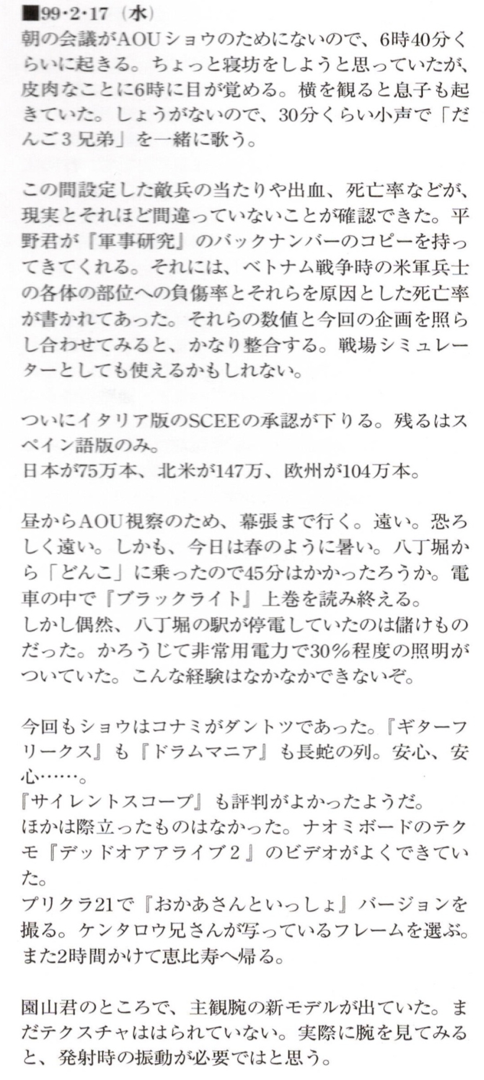 ■99・2・17（水）
朝の会議がAOUショウのためにないので、6時40分く
らいに起きる。ちょっと寝坊をしようと思っていたが、
皮肉なことに6時に目が覚める。横を観ると息子も起
きていた。しょうがないので、30分くらい小声で「だ
んご３兄弟」を一緒に歌う。
この間設定した敵兵の当たりや出血、死亡率などが、
現実とそれほど間違っていないことが確認できた。平
野君が『軍事研究』のバックナンバーのコピーを持っ
てきてくれる。それには、ベトナム戦争時の米軍兵士
の各体の部位への負傷率とそれらを原因とした死亡率
が書かれてあった。それらの数値と今回の企画を照ら
し合わせてみると、かなり整合する。戦場シミュレー
ターとしても使えるかもしれない。
ついにイタリア版のSCEEの承認が下りる。残るはス
ペイン語版のみ。
日本が75万本、北米が147万、欧州が104万本。
昼からAOU視察のため、幕張まで行く。遠い。恐ろ
しく遠い。しかも、今日は春のように暑い。八丁堀か
ら「どんこ」に乗ったので45分はかかったろうか。電
車の中で『ブラックライト』上巻を読み終える。
しかし偶然、八丁堀の駅が停電していたのは儲けもの
だった。かろうじて非常用電力で30％程度の照明が
ついていた。こんな経験はなかなかできないぞ。
今回もショウはコナミがダントツであった。『ギターフ
リークス』も『ドラムマニア』も長蛇の列。安心、安
心……。
『サイレントスコープ』も評判がよかったようだ。
ほかは際立ったものはなかった。ナオミボードのテク
モ『デッドオアアライブ２』のビデオがよくできてい
た。
プリクラ21で『おかあさんといっしょ』バージョンを
撮る。ケンタロウ兄さんが写っているフレームを選ぶ。
また2時間かけて恵比寿へ帰る。
園山君のところで、主観腕の新モデルが出ていた。ま
だテクスチャははられていない。実際に腕を見てみる
と、発射時の振動が必要ではと思う。